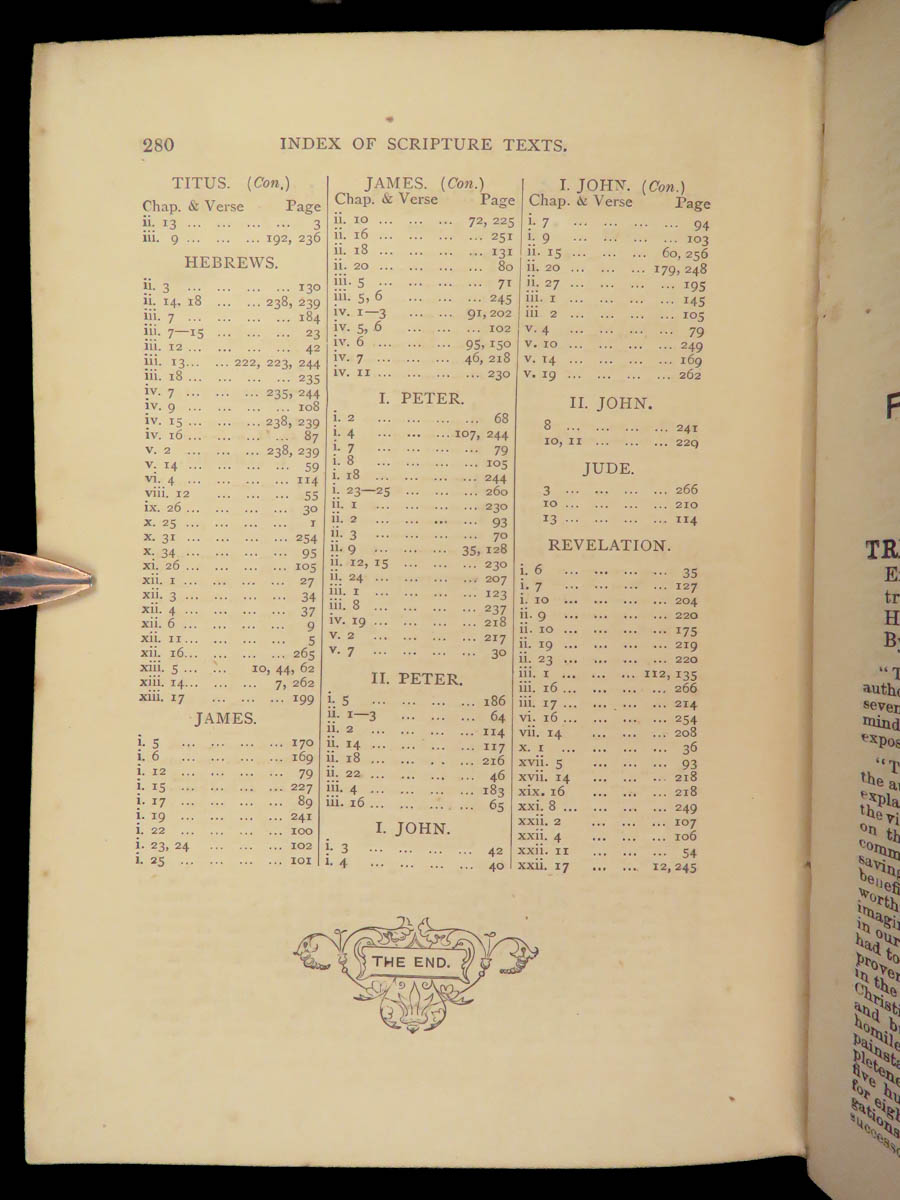 280 INDEX OF SCRIPTURE TEXTS.
TITUS. (Con.)
Chap. & Verse Page
ii. 13 ... ... ... ... 3
iii. 9 ... ... ... 192, 236
HEBREWS.
ii. 3 ... ... ... ... 130
ii. 14, 18 ... ... 238, 239
iii. 7 ... ... ... ... 184
iii. 7—15 ... ... ... 23
iii. 12 ... ... ... ... 42
iii. 13... ... 222, 223, 244
iii. 18 ... ... ... ... 235
iv. 7 ... ... ... 235, 244
iv. 9 ... ... ... ... 108
iv. 15 ... ... ... 238, 239
iv. 16 ... ... ... ... 87
v. 2 ... ... ... 238, 239
v. 14 ... ... ... ... 59
vi. 4 ... ... ... ... 114
viii. 12 ... ... ... 55
ix. 26 ... ... ... ... 30
x. 25 ... ... ... ... 1
x. 31 ... ... ... ... 254
x. 34 ... ... ... ... 95
xi. 26 ... ... ... ... 105
xii. 1 ... ... ... ... 27
xii. 3 ... ... ... ... 34
xii. 4 ... ... ... ... 37
xii. 6 ... ... ... ... 9
xii. 11... ... ... ... 5
xii. 16... ... ... ... 265
xiii. 5 ... ... 10, 44, 62
xiii. 14... ... ... 7, 262
xiii. 17 ... ... ... 199
JAMES.
i. 5 ... ... ... ... 170
i. 6 ... ... ... ... 169
i. 12 ... ... ... ... 79
i. 15 ... ... ... ... 227
i. 17 ... ... ... ... 89
i. 19 ... ... ... ... 241
i. 22 ... ... ... ... 100
i. 23, 24 ... ... ... 102
i. 25 ... ... ... ... 101
JAMES. (Con.)
Chap. & Verse Page
ii. 10 ... ... ... 72, 225
ii. 16 ... ... ... ... 251
ii. 18 ... ... ... ... 131
ii. 20 ... ... ... ... 80
iii. 5 ... ... ... ... 71
iii. 5, 6 ... ... ... 245
iv. 1—3 ... ... 91, 202
iv. 5, 6 ... ... ... 102
iv. 6 ... ... ... 95, 150
iv. 7 ... ... ... 46, 218
iv. 11 ... ... ... ... 230
I. PETER.
i. 2 ... ... ... ... 68
i. 4 ... ... ... 107, 244
i. 7 ... ... ... ... 79
i. 8 ... ... ... ... 105
i. 18 ... ... ... ... 244
i. 23—25 ... ... ... 260
ii. 1 ... ... ... ... 230
ii. 2 ... ... ... ... 93
ii. 3 ... ... ... ... 70
ii. 9 ... ... ... 35, 128
ii. 12, 15 ... ... ... 230
ii. 24 ... ... ... ... 207
iii. 1 ... ... ... ... 123
iii. 8 ... ... ... ... 237
iv. 19 ... ... ... ... 218
v. 2 ... ... ... ... 217
v. 7 ... ... ... ... 30
II. PETER.
i. 5 ... ... ... ... 186
ii. 1—3 ... ... ... 64
ii. 2 ... ... ... ... 114
ii. 14 ... ... ... ... 117
ii. 18 ... ... ... ... 216
ii. 22 ... ... ... ... 46
iii. 4 ... ... ... ... 183
iii. 16 ... ... ... ... 65
I. JOHN.
i. 3 ... ... ... ... 42
i. 4 ... ... ... ... 40
I. JOHN. (Con.)
Chap. & Verse Page
i. 7 ... ... ... ... 94
i. 9 ... ... ... ... 103
ii. 15 ... ... ... 60, 256
ii. 20 ... ... ... 179, 248
ii. 27 ... ... ... ... 195
iii. 1 ... ... ... ... 145
iii 2 ... ... ... ... 105
v. 4 ... ... ... ... 79
v. 10 ... ... ... ... 249
v. 14 ... ... ... ... 169
v. 19 ... ... ... ... 262
II. JOHN.
8 ... ... ... ... 241
10, 11 ... ... ... 229
JUDE.
3 ... ... ... ... 266
10 ... ... ... ... 210
13 ... ... ... ... 114
REVELATION.
i. 6 ... ... ... ... 35
i. 7 ... ... ... ... 127
i. 10 ... ... ... ... 204
ii. 9 ... ... ... ... 220
ii. 10 ... ... ... ... 175
ii. 19 ... ... ... ... 219
ii. 23 ... ... ... ... 220
iii. 1 ... ... ... 112, 135
iii. 16 ... ... ... ... 266
iii. 17 ... ... ... ... 214
vi. 16 ... ... ... ... 254
vii. 14 ... ... ... 208
x. 1 ... ... ... ... 36
xvii. 5 ... ... ... 93
xvii. 14 ... ... ... 218
xix. 16 ... ... ... 218
xxi. 8 ... ... ... ... 249
xxii. 2 ... ... ... 107
xxii. 4 ... ... ... 106
xxii. 11 ... ... ... 54
xxii. 17 ... ... 12, 245
THE END.